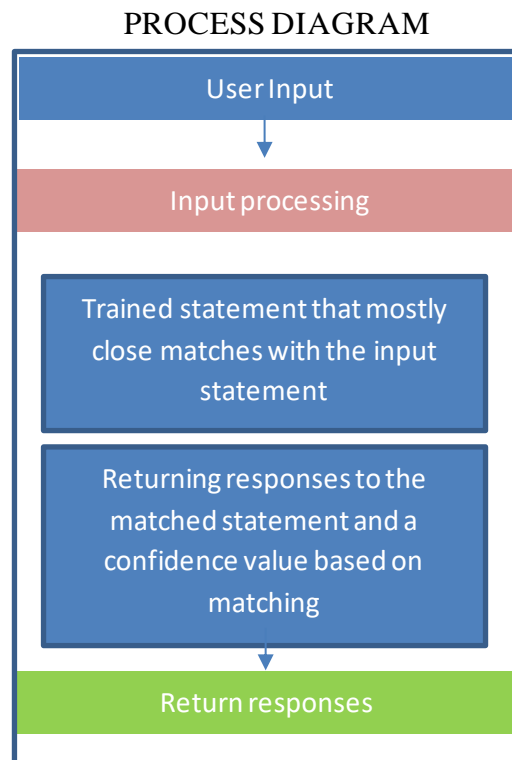 PROCESS DIAGRAM
User Input
Input processing
Trained statement that mostly
close matches with the input
statement
Returning responses to the
matched statement and a
confidence value based on
matching
Return responses